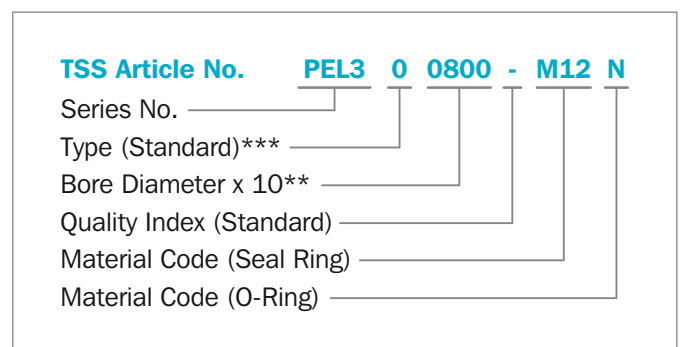 TSS Article No. PEL3 0 0800 - M12 N
Series No.
Type (Standard)***
Bore Diameter x 10**
Quality Index (Standard)
Material Code (Seal Ring)
Material Code (O-Ring)